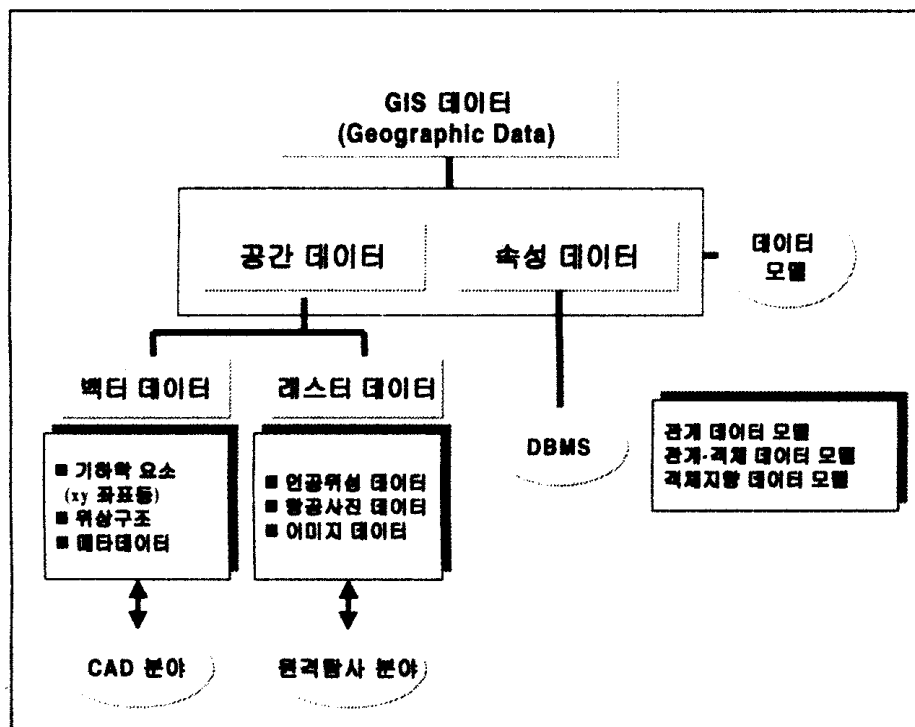 GIS 데이터
(Geographic Data)
공간 데이터
속성 데이터
데이터
모델
백터 데이터
래스터 데이터
■ 기하학 요소
(xy 좌표등)
■ 위상구조
■ 메타데이터
■ 인공위성 데이터
■ 항공사진 데이터
■ 이미지 데이터
DBMS
관계 데이터 모델
관계-객체 데이터 모델
객체지향 데이터 모델
CAD 분야
원격탐사 분야